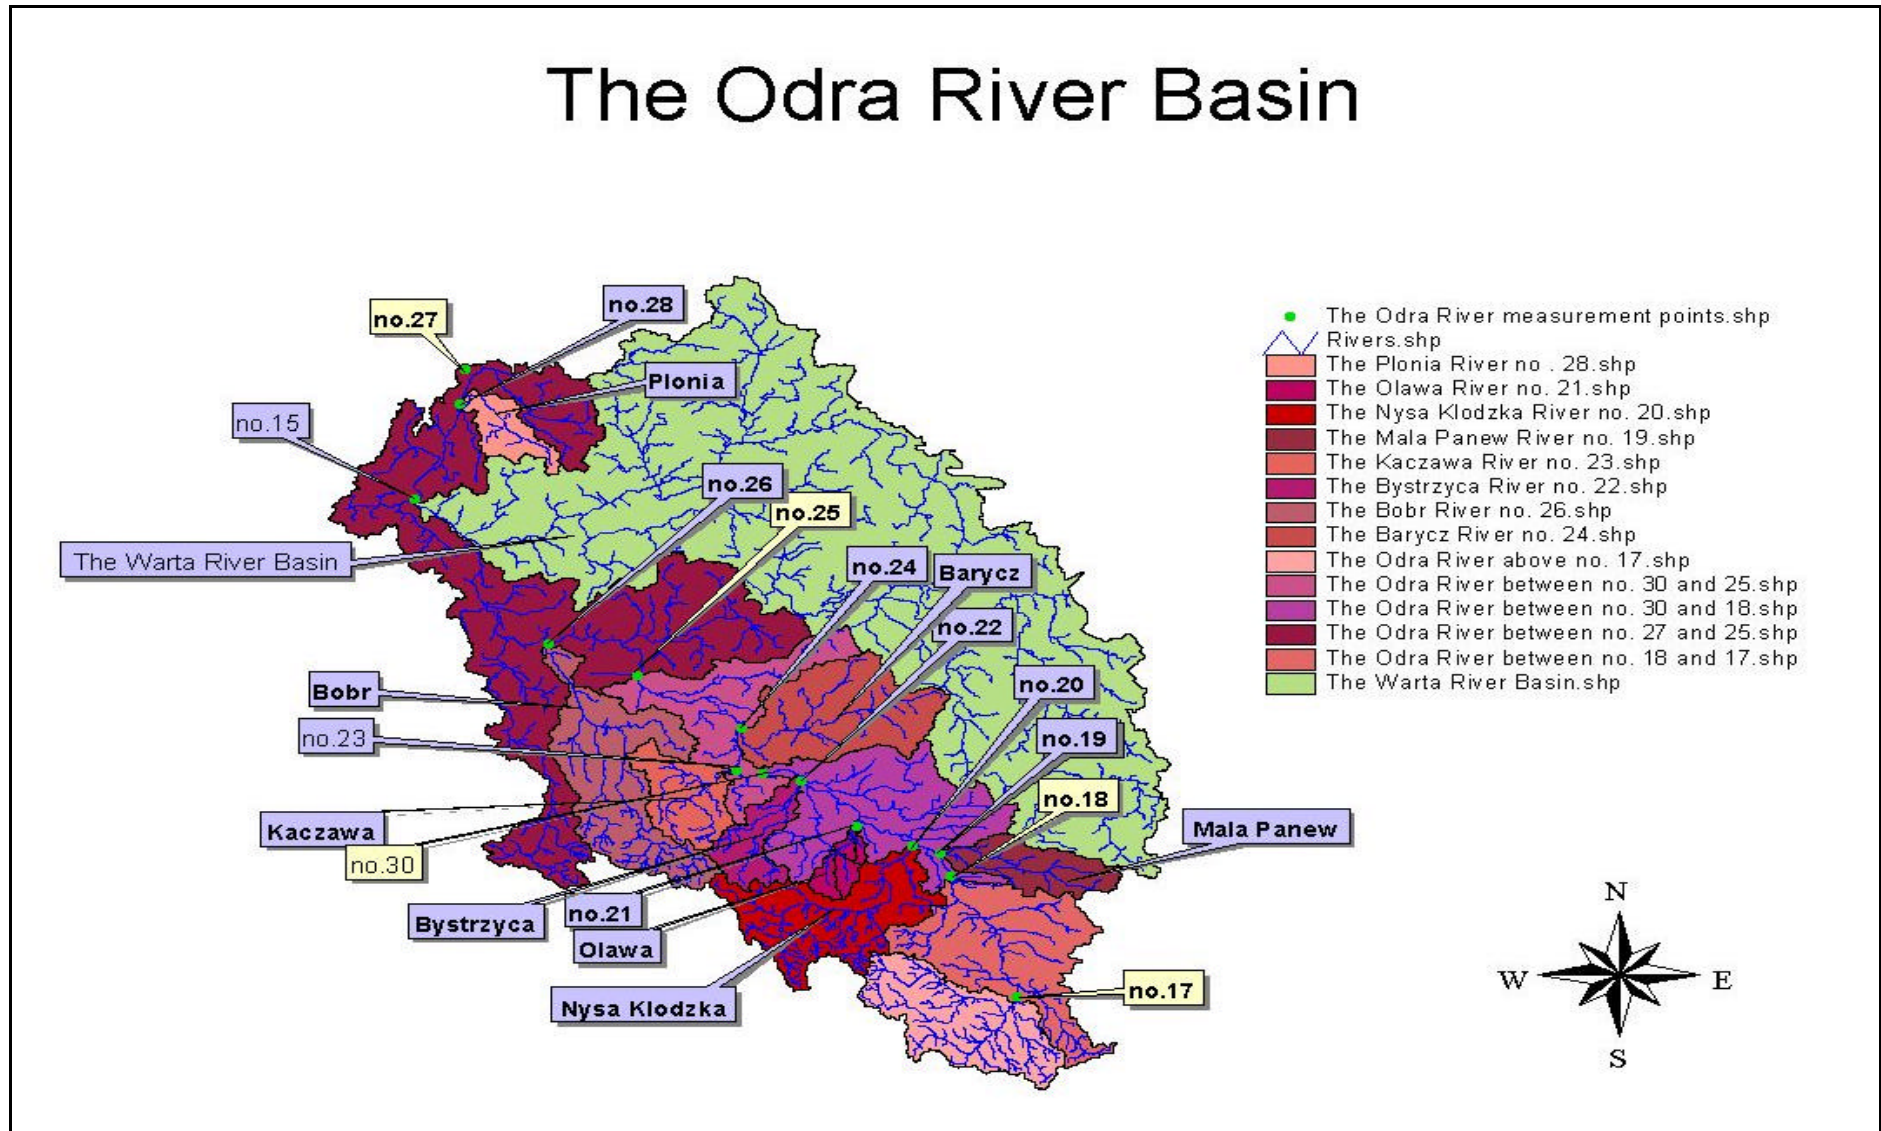 The Odra River Basin
no.28
no.27
Plonia
no.15
no.26
no.25
The Warta River Basin
no.24
Barycz
no.22
no.20
Bobr
no.23
no.19
no.18
Mala Panew
Kaczawa
no.30
Bystrzyca
no.21
Olawa
Nysa Klodzka
no.17
The Odra River measurement points.shp
Rivers.shp
The Plonia River no . 28.shp
The Olawa River no. 21.shp
The Nysa Klodzka River no. 20.shp
The Mala Panew River no. 19.shp
The Kaczawa River no. 23.shp
The Bystrzyca River no. 22.shp
The Bobr River no. 26.shp
The Barycz River no. 24.shp
The Odra River above no. 17.shp
The Odra River between no. 30 and 25.shp
The Odra River between no. 30 and 18.shp
The Odra River between no. 27 and 25.shp
The Odra River between no. 18 and 17.shp
The Warta River Basin.shp
N
W
E
S